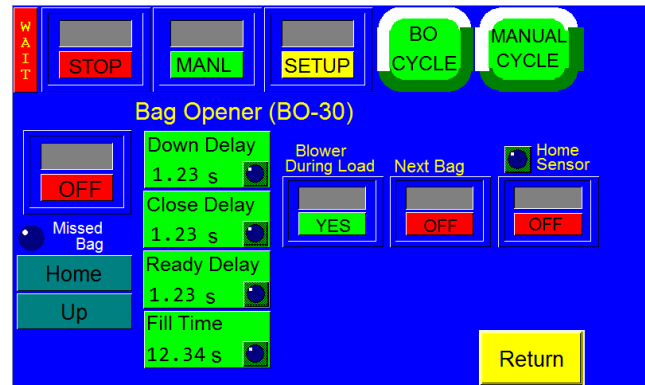 WAIT
STOP
MANL
SETUP
BO
CYCLE
MANUAL
CYCLE
Bag Opener (BO-30)
OFF
Missed
Bag
Home
Up
Down Delay
1.23 s
Close Delay
1.23 s
Ready Delay
1.23 s
Fill Time
12.34 s
Blower
During Load
YES
Next Bag
OFF
Home
Sensor
OFF
Return